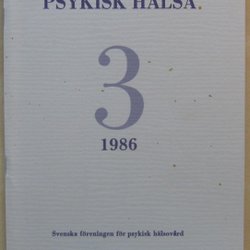 PSYKISK HÄLSA.
3
1986
Svenska föreningen för psykisk hälsovård